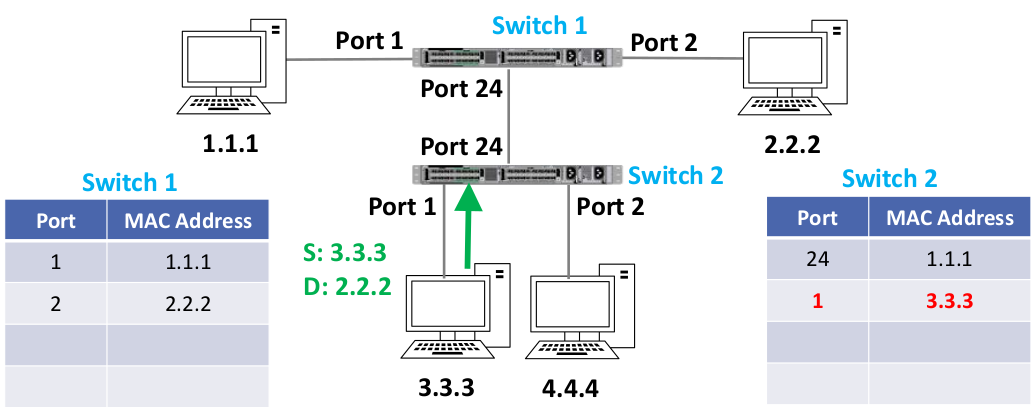 Switch 1
Port 1
Port 2
Port 24
1.1.1
2.2.2
Port 24
Switch 2
Port 1
Port 2
S: 3.3.3
D: 2.2.2
3.3.3
4.4.4
Switch 1
Port MAC Address
1 1.1.1
2 2.2.2
Switch 2
Port MAC Address
24 1.1.1
1 3.3.3